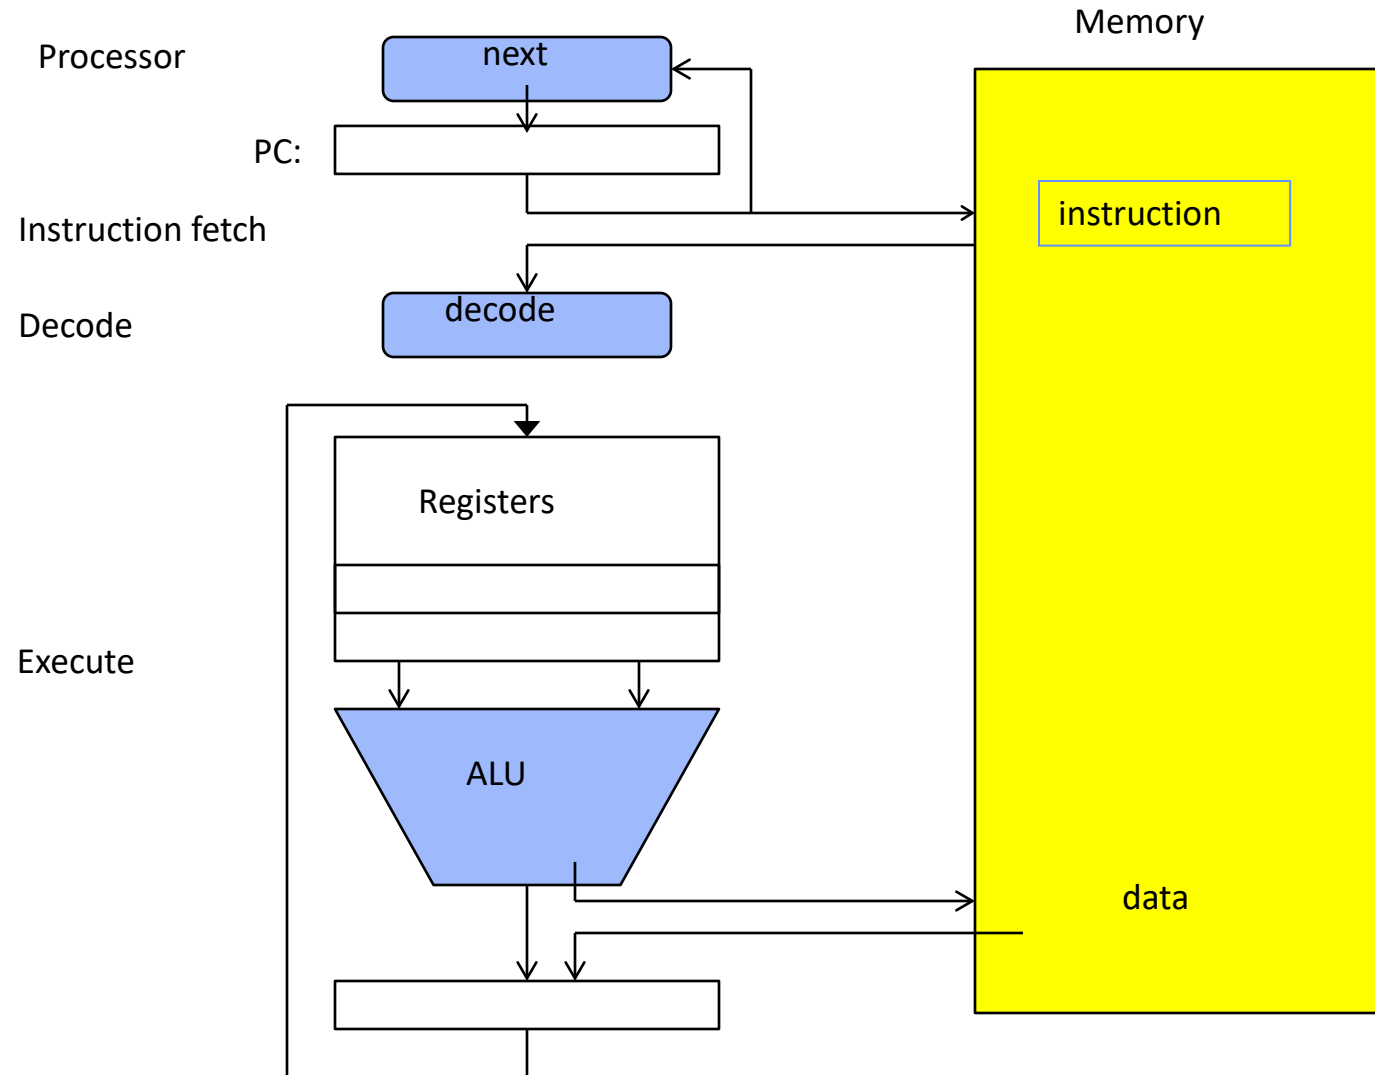 Memory
Processor
next
PC:
instruction
Instruction fetch
decode
Decode
Registers
Execute
ALU
data